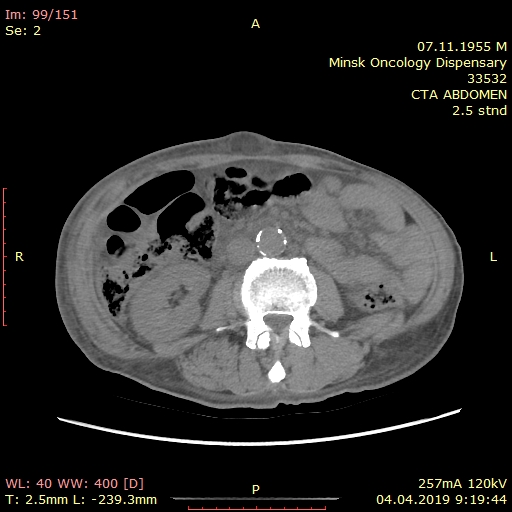 Im: 99/151
Se: 2
A
07.11.1955 M
Minsk Oncology Dispensary
33532
CTA ABDOMEN
2.5 stnd
R
L
WL: 40 WW: 400 [D]
T: 2.5mm L: -239.3mm
P
257mA 120kV
04.04.2019 9:19:44